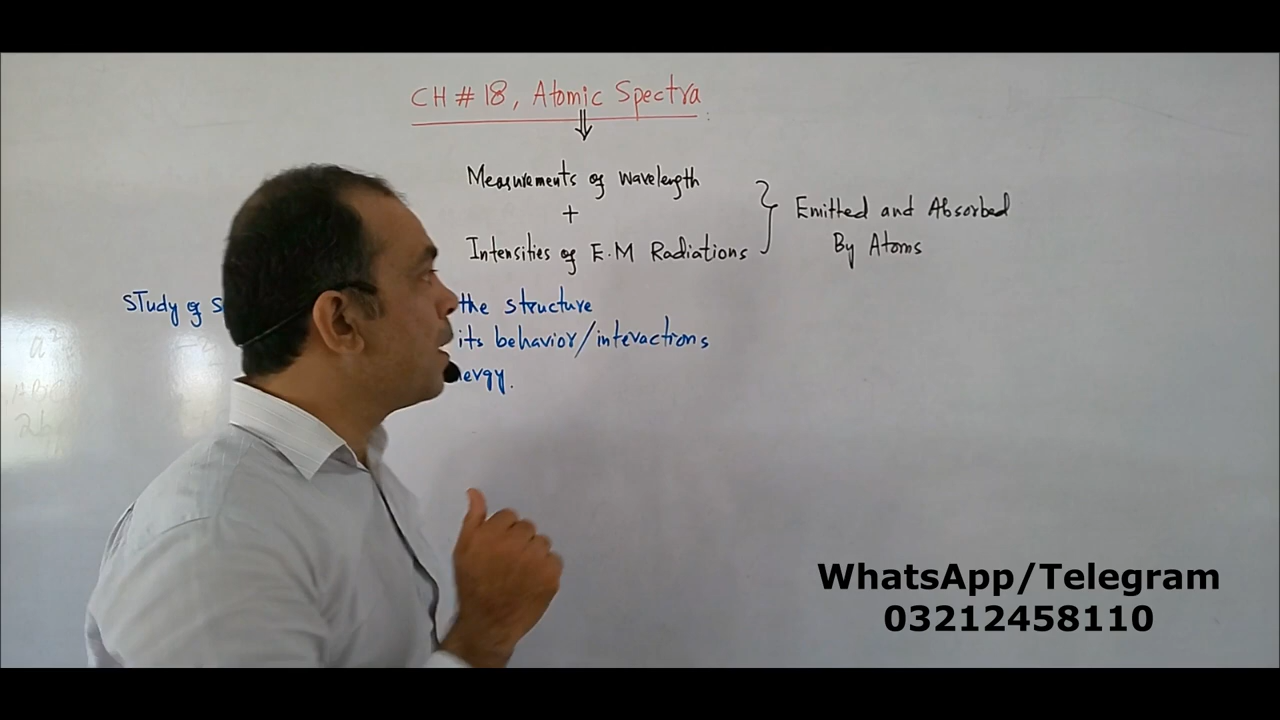 CH # 18, Atomic Spectra
⇓
Measurements of wavelength
+
Intensities of E.M Radiations
} Emitted and Absorbed
By Atoms
STudy of
the structure
its behavior/interactions
WhatsApp/Telegram
03212458110